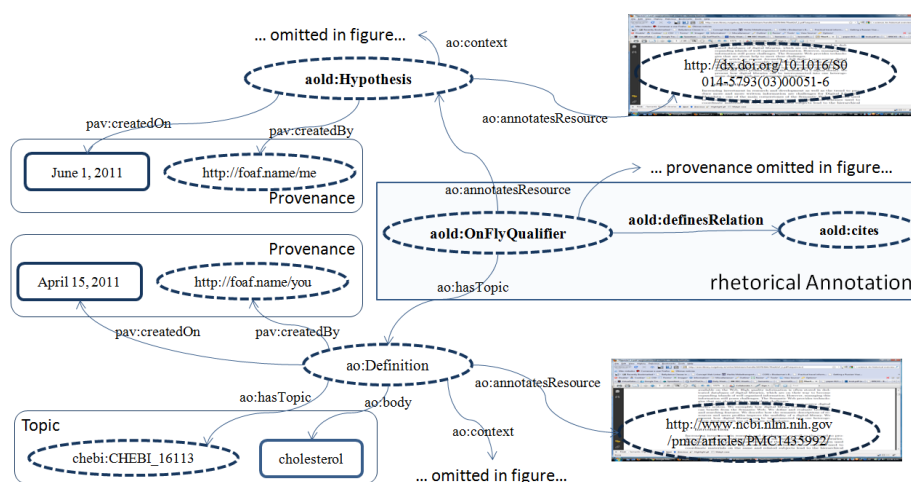 ... omitted in figure...
ao:context
aold:Hypothesis
http://dx.doi.org/10.1016/S0
014-5793(03)00051-6
ao:annotatesResource
pav:createdOn
pav:createdBy
June 1, 2011
http://foaf.name/me
Provenance
ao:annotatesResource
... provenance omitted in figure...
aold:OnFlyQualifier
aold:definesRelation
aold:cites
rhetorical Annotation
Provenance
April 15, 2011
http://foaf.name/you
ao:hasTopic
pav:createdOn
pav:createdBy
ao:Definition
ao:annotatesResource
ao:hasTopic
ao:body
ao:context
http://www.ncbi.nlm.nih.gov
/pmc/articles/PMC1435992/
Topic
chebi:CHEBI_16113
cholesterol
... omitted in figure...